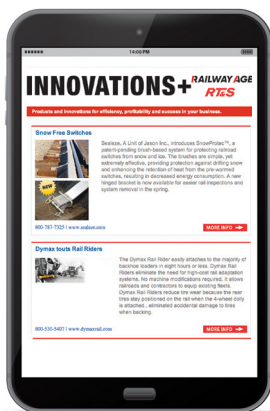 14:00 PM
INNOVATIONS+
RAILWAY AGE
RT&S
Products and innovations for efficiency, profitability and success in your business.
Snow Free Switches
Sealeze, A Unit of Jason Inc., introduces SnowProtec™, a
patent-pending brush-based system for protecting railroad
switches from snow and ice. The brushes are simple, yet
extremely effective, providing protection against drifting snow
and enhancing the retention of heat from the pre-warmed
switches, resulting in decreased energy consumption. A new
hinged bracket is now available for easier rail inspections and
system removal in the spring.
NEW
800-787-7325 | www.sealeze.com
MORE INFO
Dymax touts Rail Riders
The Dymax Rail Rider easily attaches to the majority of
backhoe loaders in eight hours or less. Dymax Rail
Riders eliminate the need for high-cost rail adaptation
systems. No machine modifications required. It allows
railroads and contractors to equip existing fleets.
Dymax Rail Riders reduce tire wear because the rear
tires stay positioned on the rail when the 4-wheel dolly
is attached., eliminated accidental damage to tires
when backing.
800-530-5407 | www.dymaxrail.com
MORE INFO